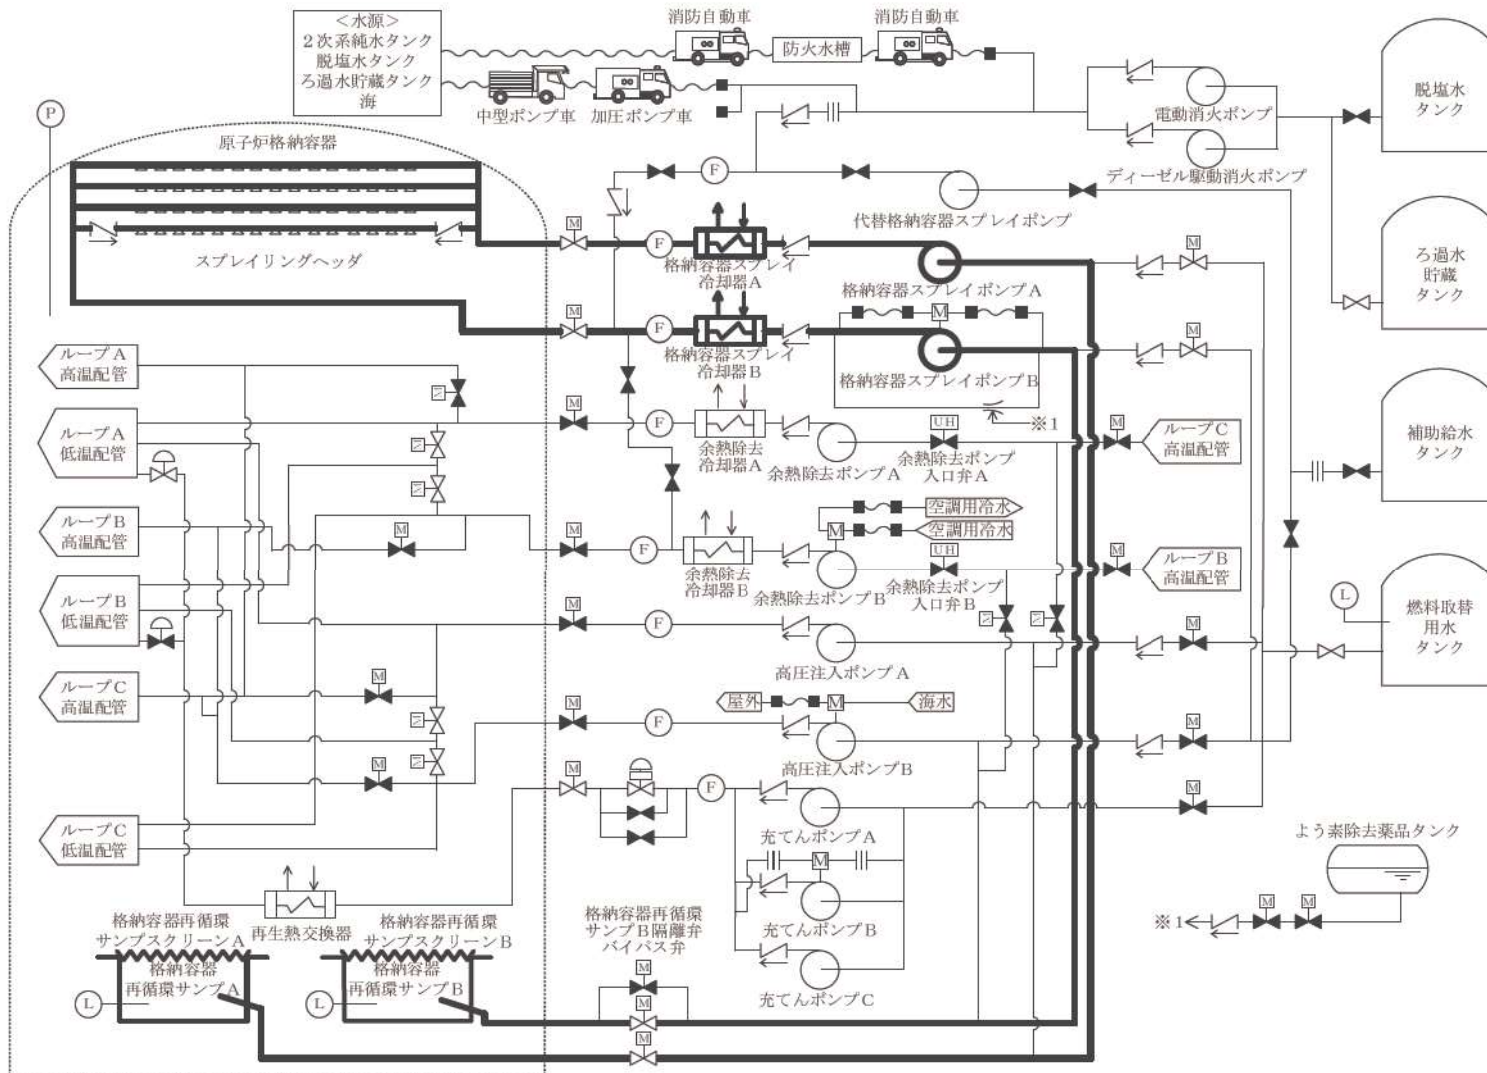 <水源>
2次系純水タンク
脱塩水タンク
ろ過水貯蔵タンク
海
消防自動車
消防自動車
防火水槽
中型ポンプ車
加圧ポンプ車
電動消火ポンプ
ディーゼル駆動消火ポンプ
脱塩水
タンク
P
原子炉格納容器
F
代替格納容器スプレイポンプ
スプレイリングヘッダ
M
F
格納容器スプレイ
冷却器A
格納容器スプレイポンプA
M
ろ過水
貯蔵
タンク
M
F
格納容器スプレイ
冷却器B
M
格納容器スプレイポンプB
M
※1
ループA
高温配管
M
ループA
低温配管
M
M
M
F
余熱除去
冷却器A
余熱除去ポンプA
UH
余熱除去ポンプ
入口弁A
M
ループC
高温配管
補助給水
タンク
ループB
高温配管
M
M
F
余熱除去
冷却器B
M
空調用冷水
空調用冷水
余熱除去ポンプB
UH
余熱除去ポンプ
入口弁B
M
ループB
高温配管
M
M
ループB
低温配管
M
F
高圧注入ポンプA
M
L
燃料取替
用水
タンク
ループC
高温配管
M
M
M
M
M
F
屋外
M
海水
高圧注入ポンプB
M
ループC
低温配管
M
F
充てんポンプA
M
M
充てんポンプB
充てんポンプC
よう素除去薬品タンク
※1
M
M
再生熱交換器
格納容器再循環
サンプスクリーンA
格納容器
再循環サンプA
L
格納容器再循環
サンプスクリーンB
格納容器
再循環サンプB
L
格納容器再循環
サンプB隔離弁
バイパス弁
M
M
M